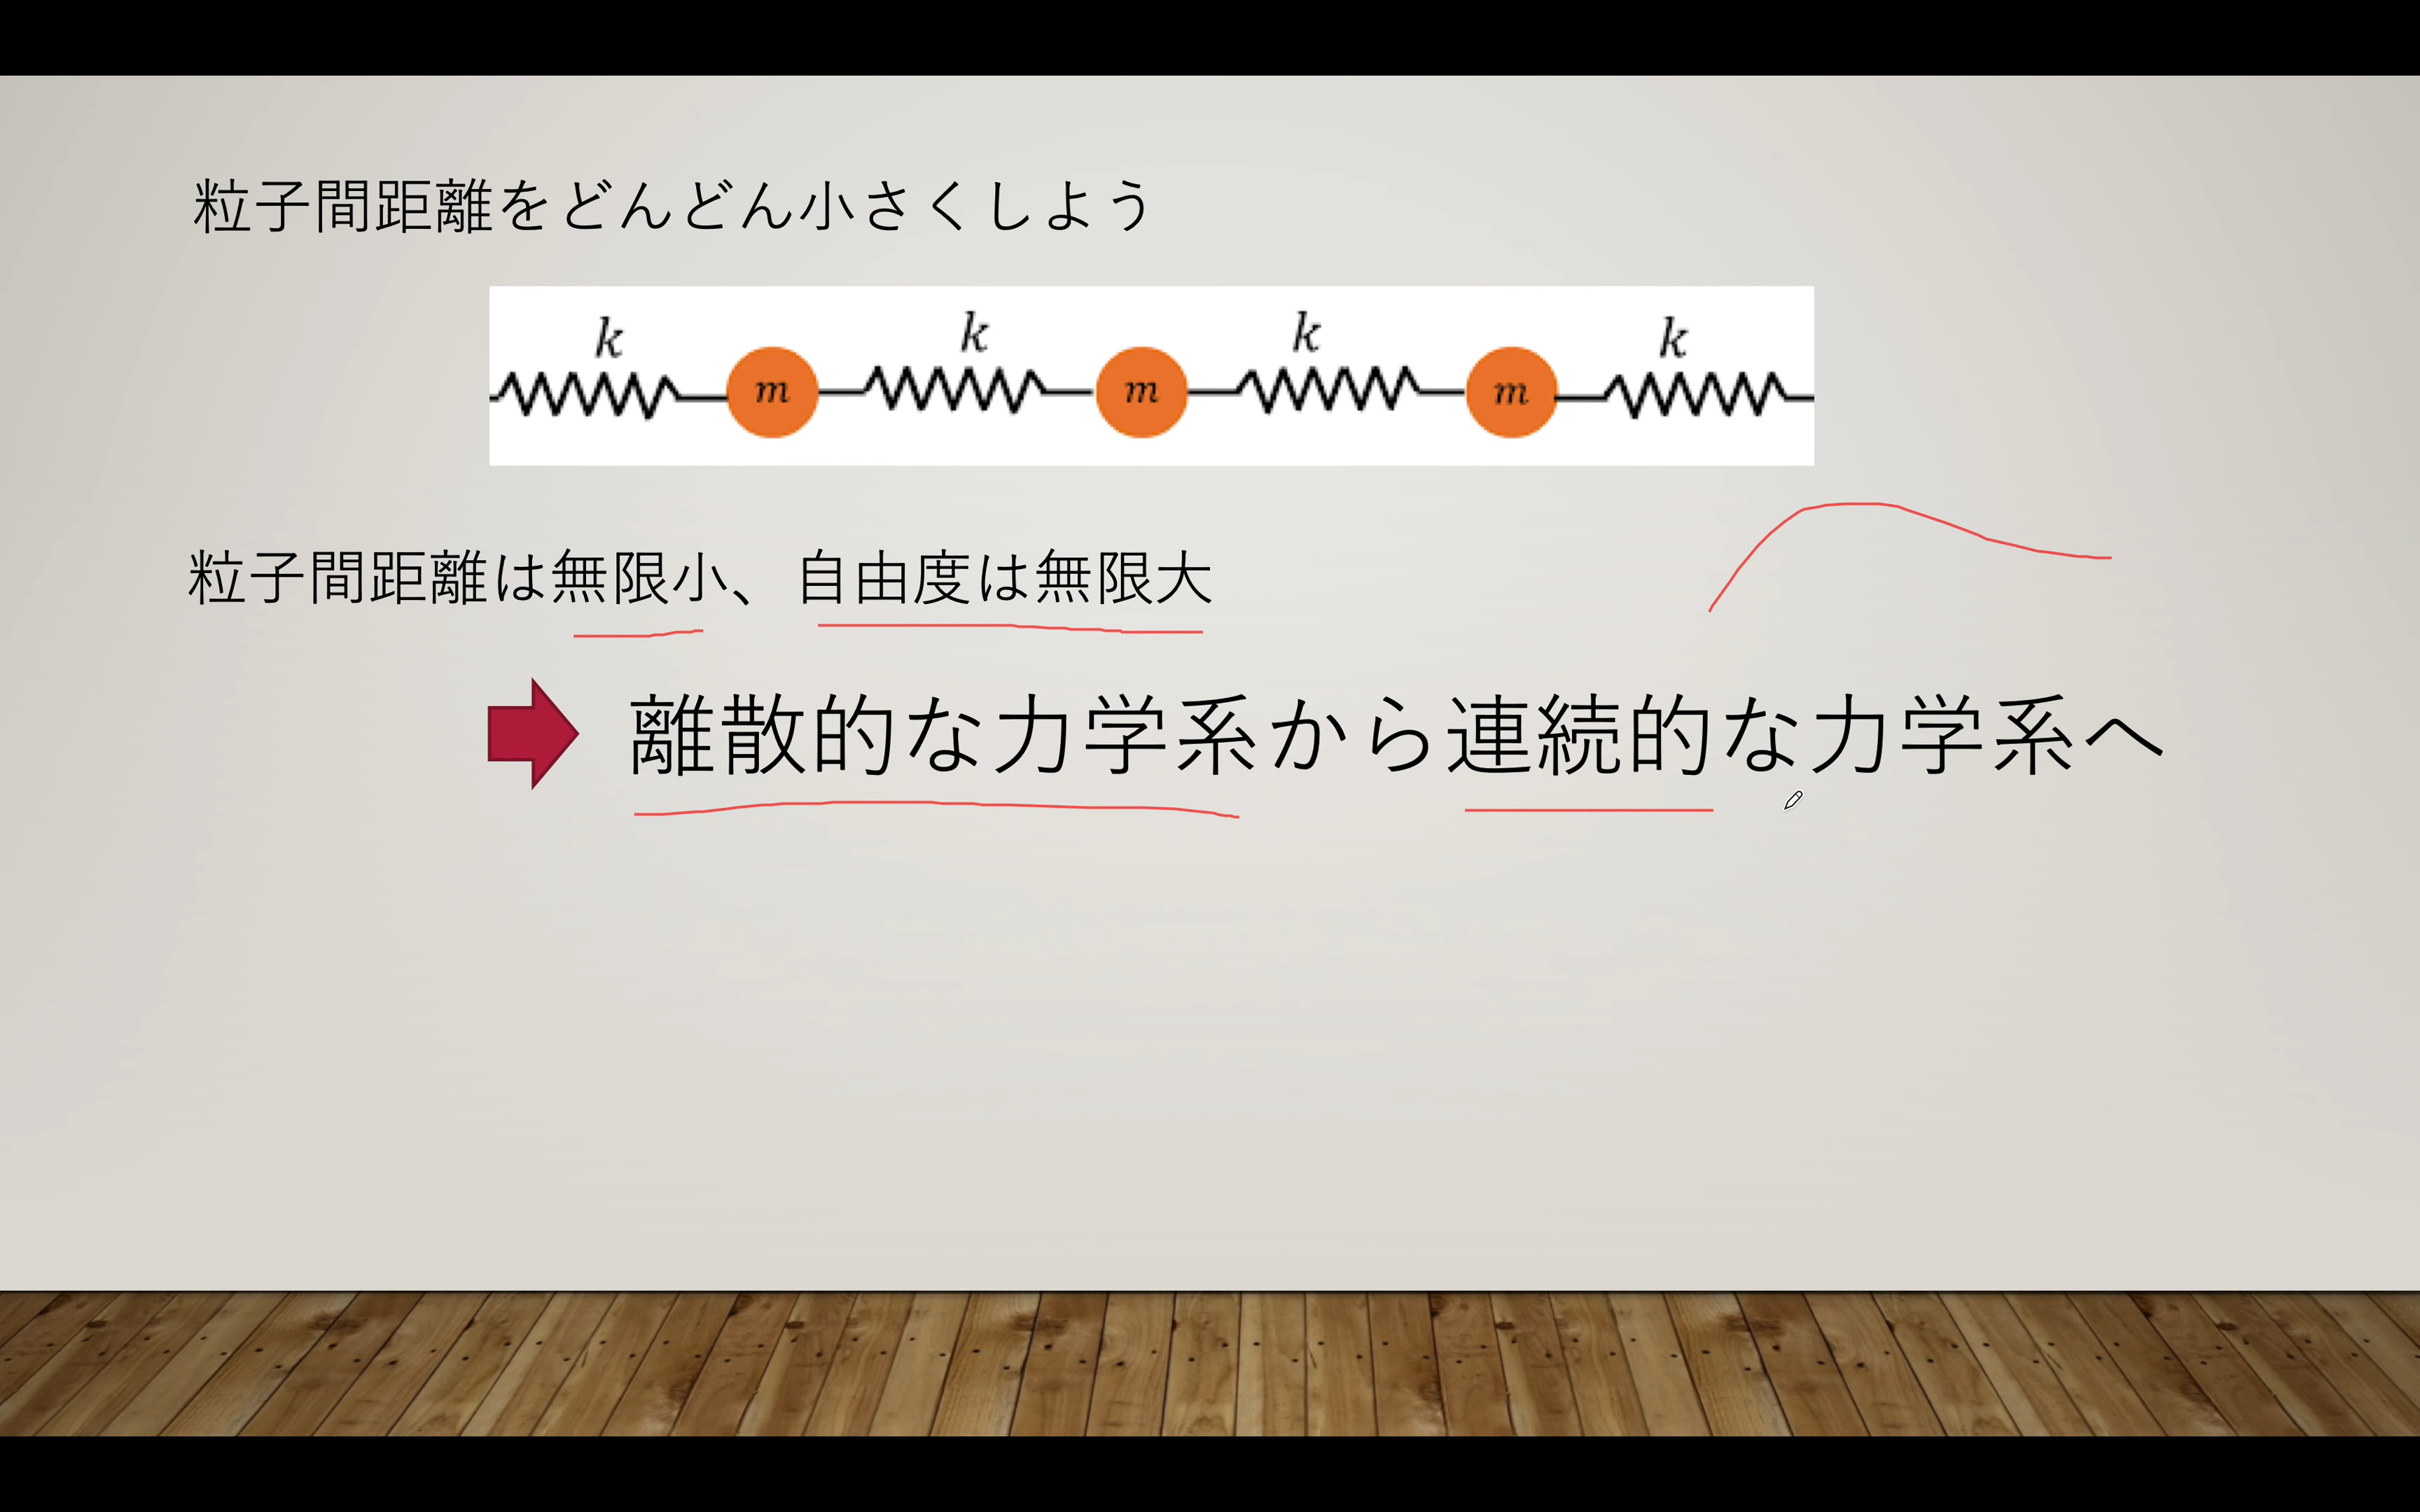 粒子間距離をどんどん小さくしよう
k k k k
m m m
粒子間距離は無限小、自由度は無限大
離散的な力学系から連続的な力学系へ